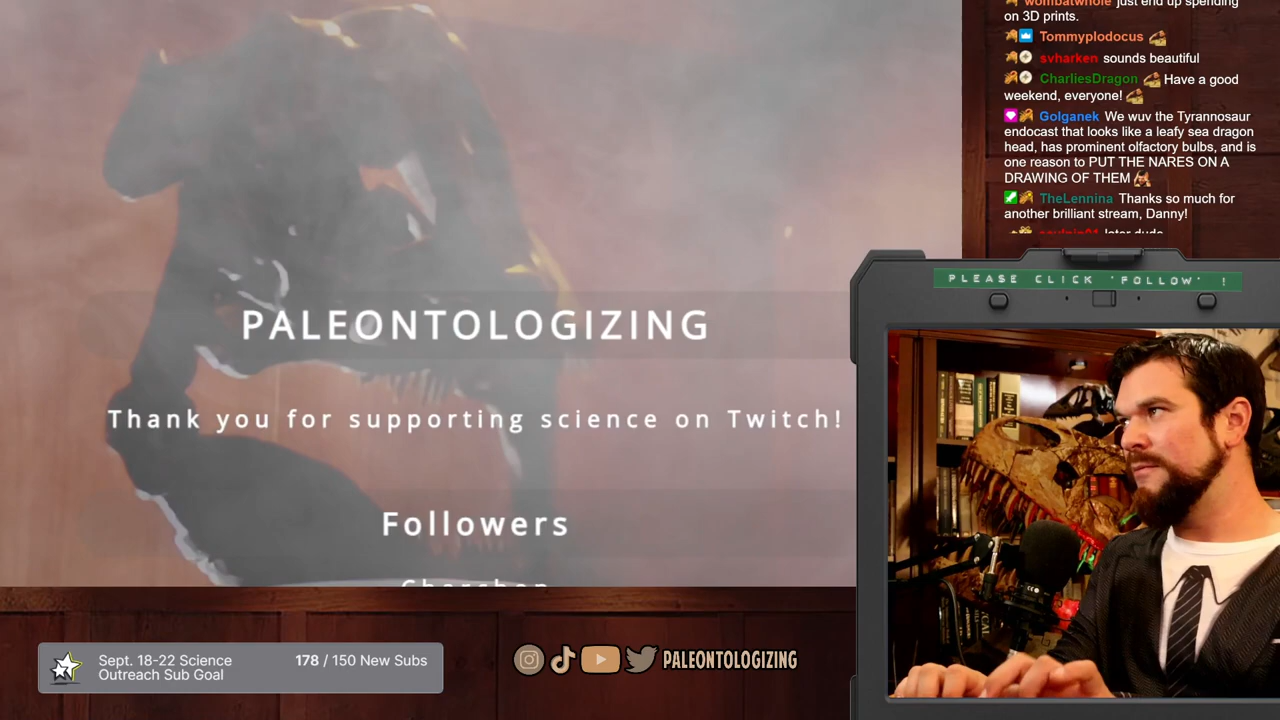 wombatwhole just end up spending
on 3D prints.
Tommyplodocus
svharken sounds beautiful
CharliesDragon Have a good
weekend, everyone!
Golganek We wuv the Tyrannosaur
endocast that looks like a leafy sea dragon
head, has prominent olfactory bulbs, and is
one reason to PUT THE NARES ON A
DRAWING OF THEM
TheLennina Thanks so much for
another brilliant stream, Danny!
later dude
PLEASE CLICK 'FOLLOW' !
PALEONTOLOGIZING
Thank you for supporting science on Twitch!
Followers
Sept. 18-22 Science
Outreach Sub Goal
178 / 150 New Subs
PALEONTOLOGIZING